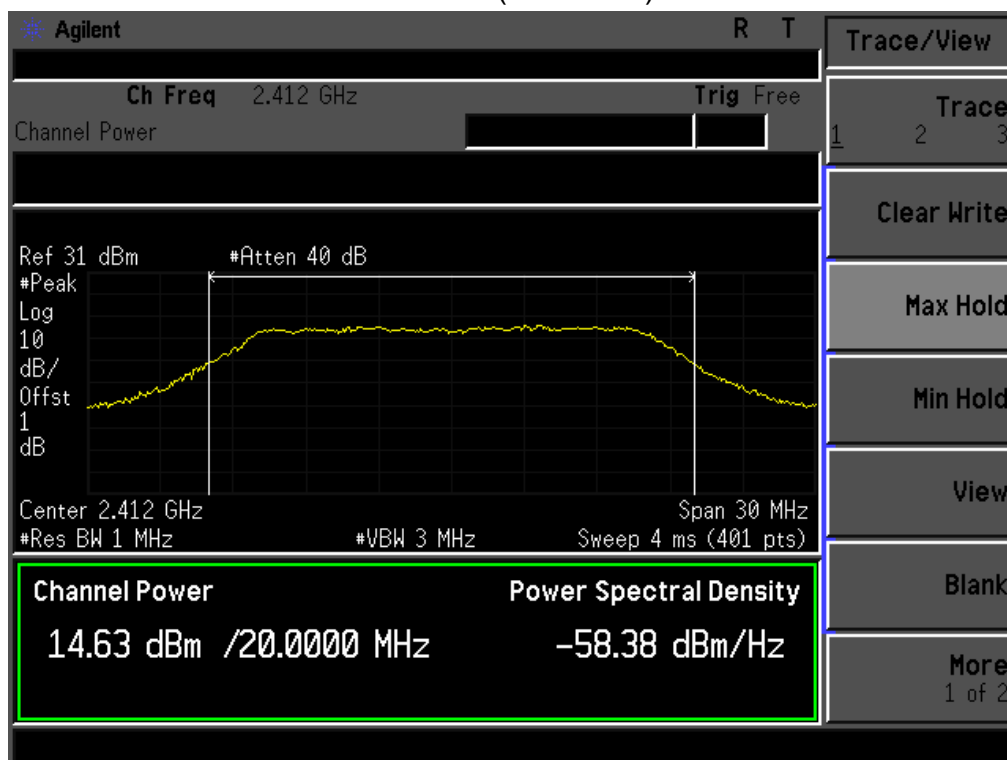 Agilent R T
Ch Freq 2.412 GHz Trig Free
Channel Power
Ref 31 dBm #Atten 40 dB
#Peak
Log
10
dB/
Offst
1
dB
Center 2.412 GHz Span 30 MHz
#Res BW 1 MHz #VBW 3 MHz Sweep 4 ms (401 pts)
Channel Power Power Spectral Density
14.63 dBm /20.0000 MHz -58.38 dBm/Hz
Trace/View
Trace
1 2 3
Clear Write
Max Hold
Min Hold
View
Blank
More
1 of 2